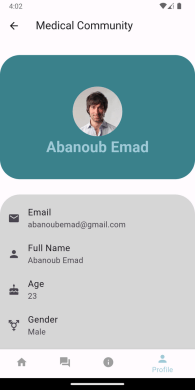 4:02
Medical Community
Abanoub Emad
Email
abanoubemad@gmail.com
Full Name
Abanoub Emad
Age
23
Gender
Male
Profile